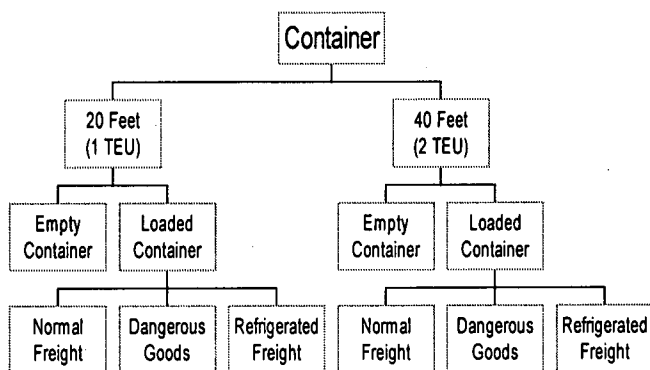 Container
20 Feet
(1 TEU)
40 Feet
(2 TEU)
Empty
Container
Loaded
Container
Empty
Container
Loaded
Container
Normal
Freight
Dangerous
Goods
Refrigerated
Freight
Normal
Freight
Dangerous
Goods
Refrigerated
Freight